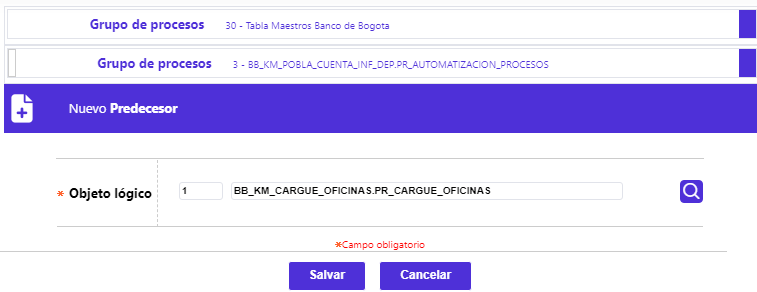 Grupo de procesos 30 - Tabla Maestros Banco de Bogota
Grupo de procesos 3 - BB_KM_POBLA_CUENTA_INF_DEP.PR_AUTOMATIZACION_PROCESOS
Nuevo Predecesor
* Objeto lógico 1 BB_KM_CARGUE_OFICINAS.PR_CARGUE_OFICINAS
*Campo obligatorio
Salvar Cancelar